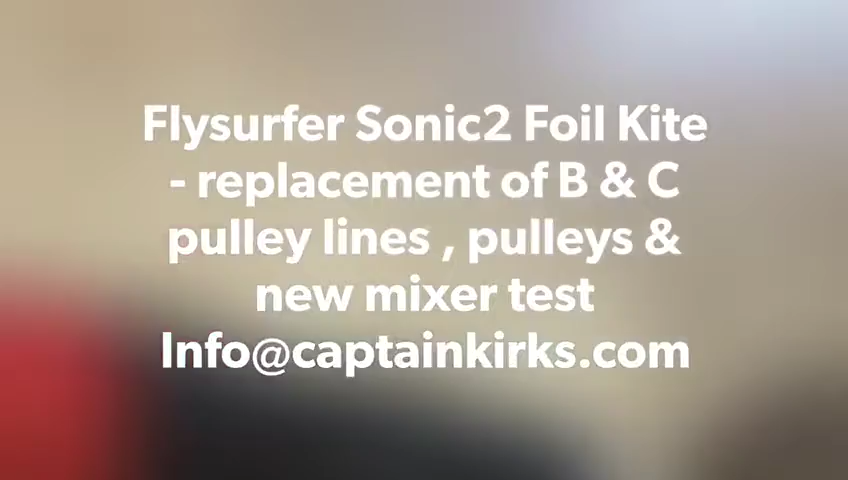 Flysurfer Sonic2 Foil Kite
- replacement of B & C
pulley lines , pulleys &
new mixer test
Info@captainkirks.com